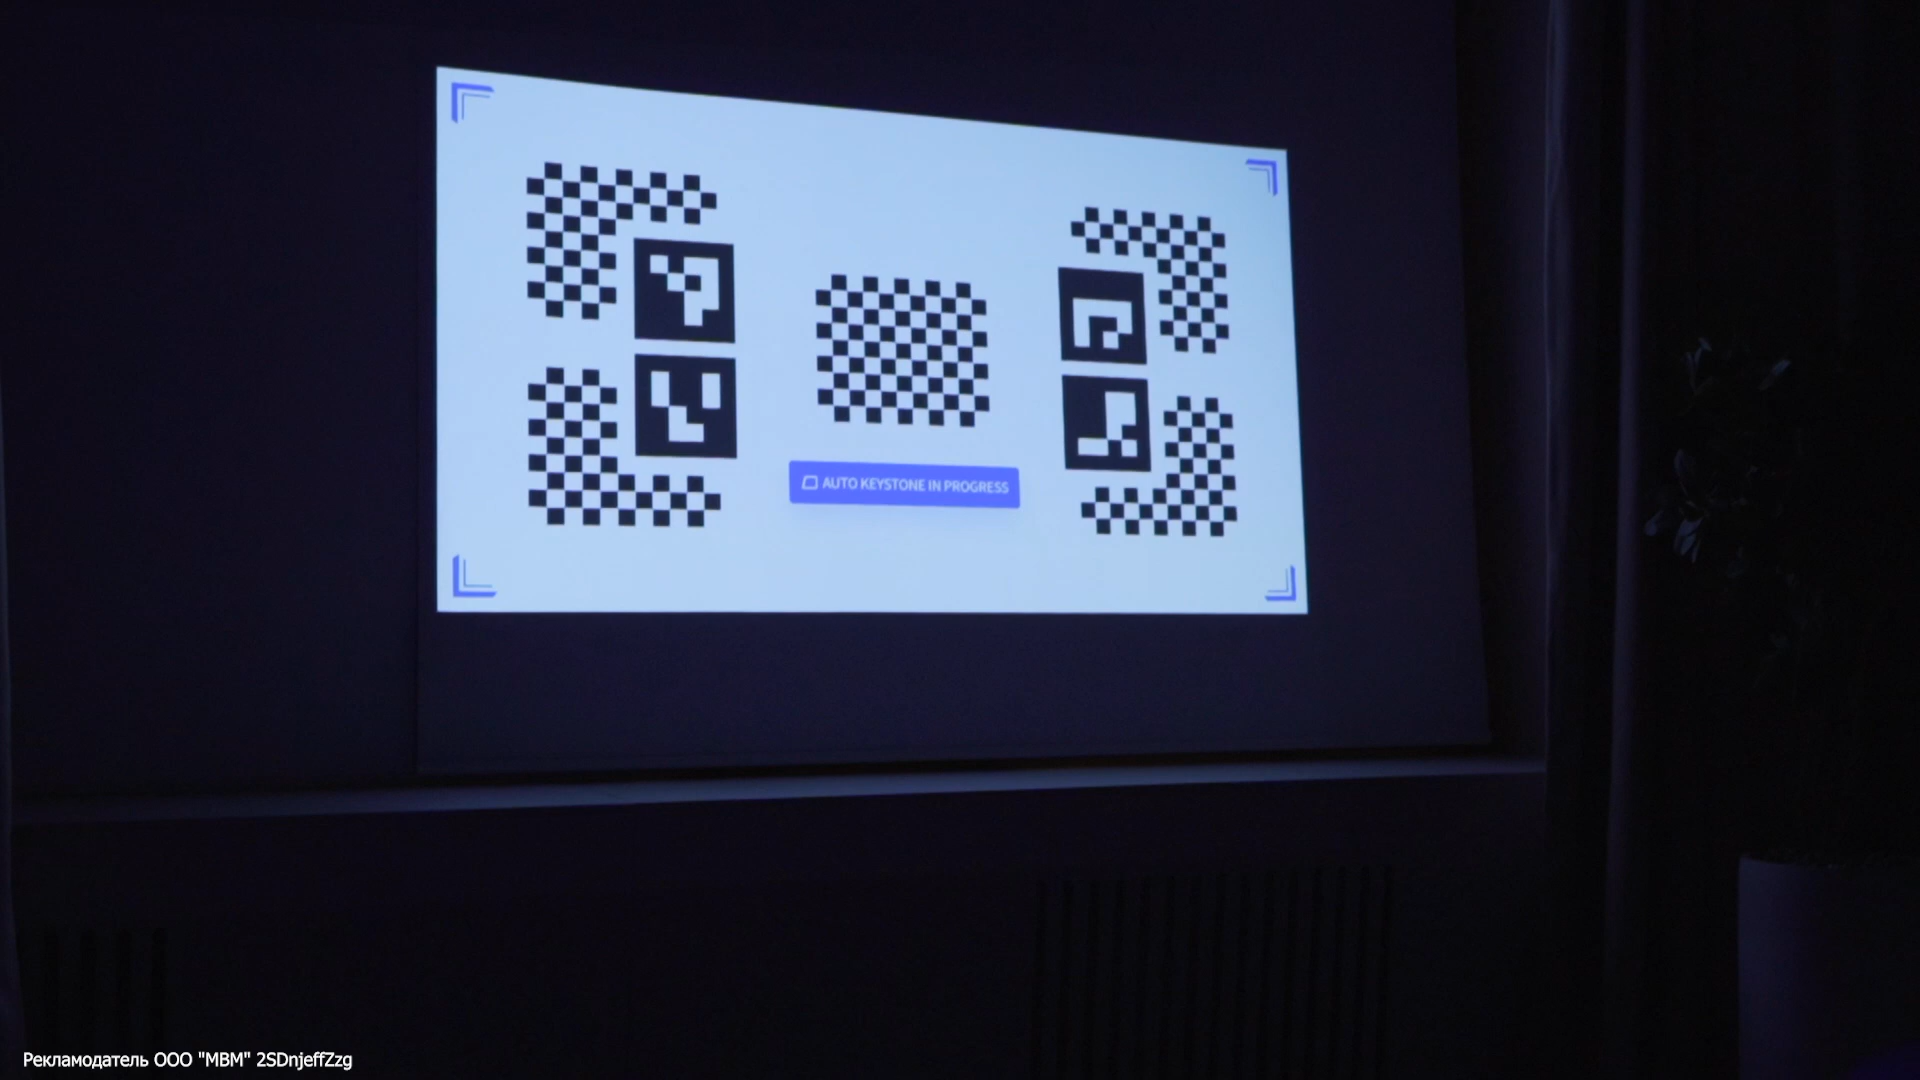 AUTO KEYSTONE IN PROGRESS
Рекламодатель ООО "МВМ" 2SDnjeffZzg